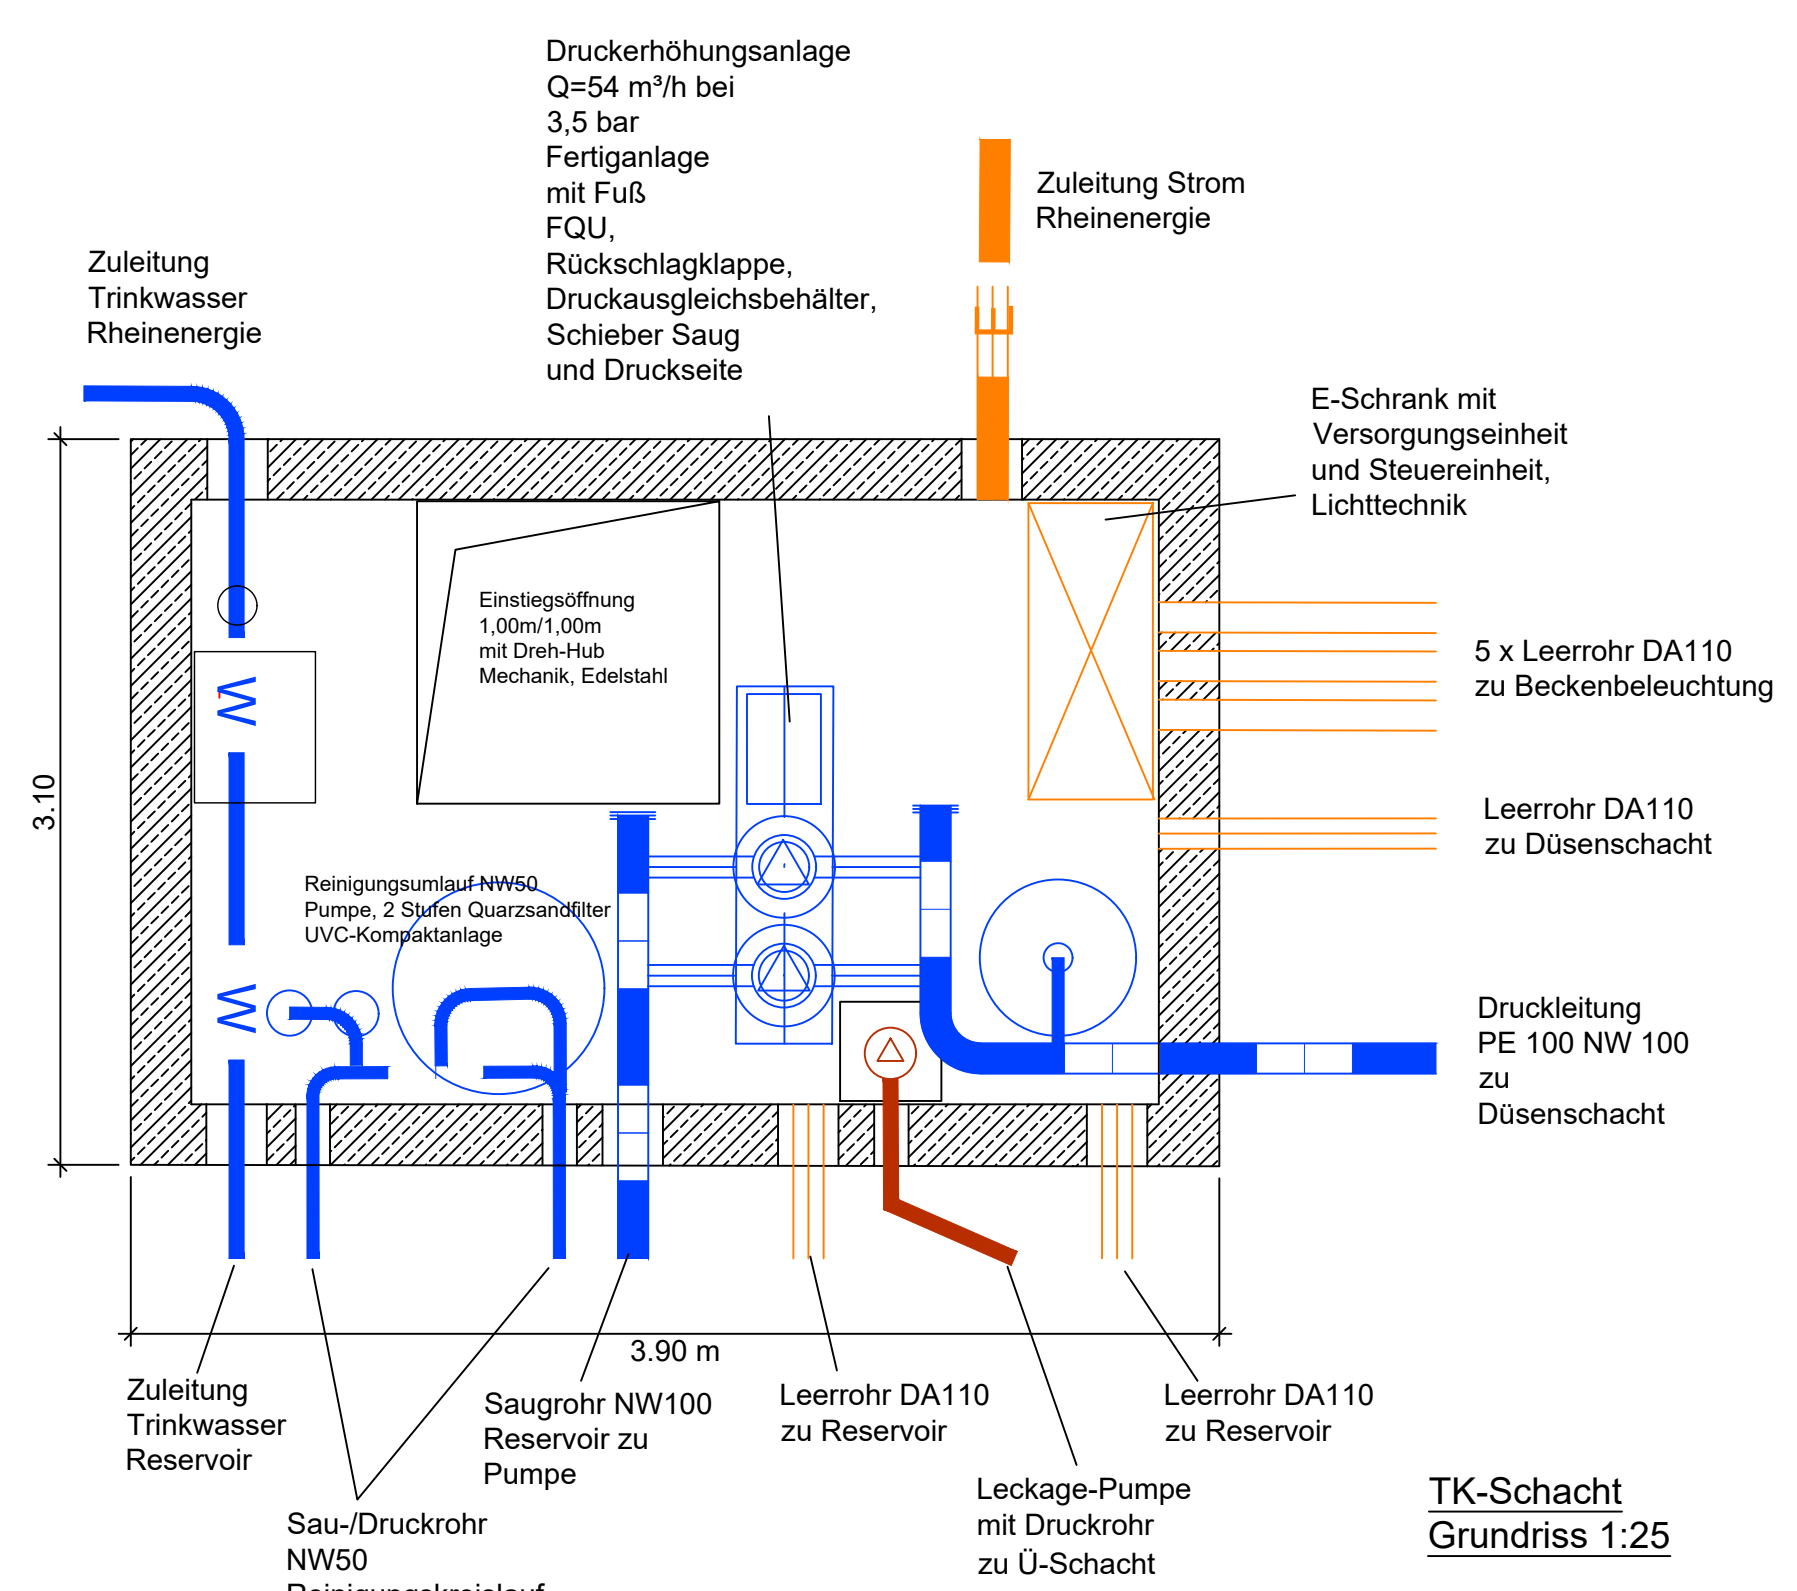 Druckerhöhungsanlage
Q=54 m³/h bei
3,5 bar
Fertiganlage
mit Fuß
FQU,
Rückschlagklappe,
Druckausgleichsbehälter,
Schieber Saug
und Druckseite
Zuleitung Strom
Rheinenergie
Zuleitung
Trinkwasser
Rheinenergie
E-Schrank mit
Versorgungseinheit
und Steuereinheit,
Lichttechnik
Einstiegsöffnung
1,00m/1,00m
mit Dreh-Hub
Mechanik, Edelstahl
5 x Leerrohr DA110
zu Beckenbeleuchtung
W
3.10
Leerrohr DA110
zu Düsenschacht
Reinigungsumlauf NW50
Pumpe, 2 Stufen Quarzsandfilter
UVC-Kompaktanlage
W
Druckleitung
PE 100 NW 100
zu
Düsenschacht
3.90 m
Zuleitung
Trinkwasser
Reservoir
Sau-/Druckrohr
NW50
Reinigungskreislauf
Saugrohr NW100
Reservoir zu
Pumpe
Leerrohr DA110
zu Reservoir
Leckage-Pumpe
mit Druckrohr
zu Ü-Schacht
Leerrohr DA110
zu Reservoir
TK-Schacht
Grundriss 1:25